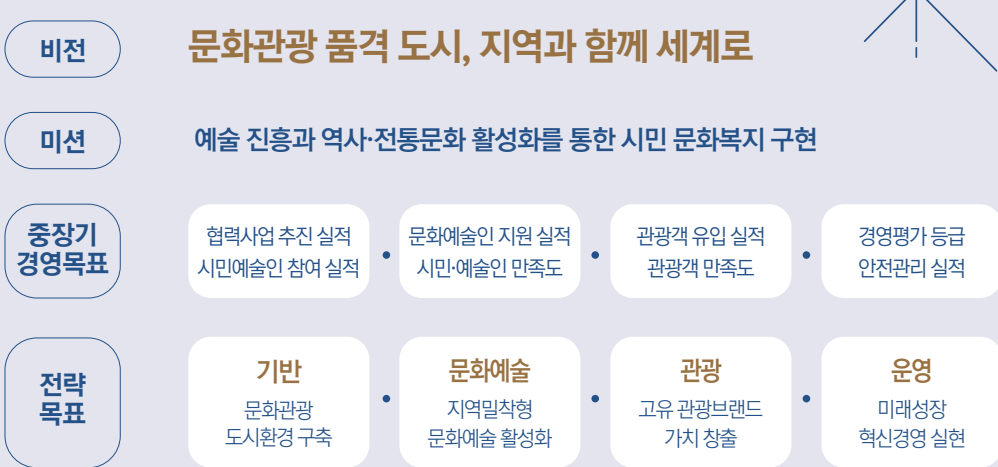 비전
문화관광 품격 도시, 지역과 함께 세계로
미션
예술 진흥과 역사·전통문화 활성화를 통한 시민 문화복지 구현
중장기
경영목표
협력사업 추진 실적
시민예술인 참여 실적
문화예술인 지원 실적
시민·예술인 만족도
관광객 유입 실적
관광객 만족도
경영평가 등급
안전관리 실적
전략
목표
기반
문화관광
도시환경 구축
문화예술
지역밀착형
문화예술 활성화
관광
고유 관광브랜드
가치 창출
운영
미래성장
혁신경영 실현